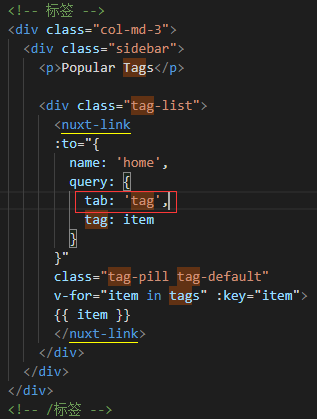 <!-- 标签 -->
<div class="col-md-3">
<div class="sidebar">
<p>Popular Tags</p>
<div class="tag-list">
<nuxt-link
:to="{
name: 'home',
query: {
tab: 'tag',
tag: item
}
}"
class="tag-pill tag-default"
v-for="item in tags" :key="item">
{{ item }}
</nuxt-link>
</div>
</div>
</div>
<!-- /标签 -->